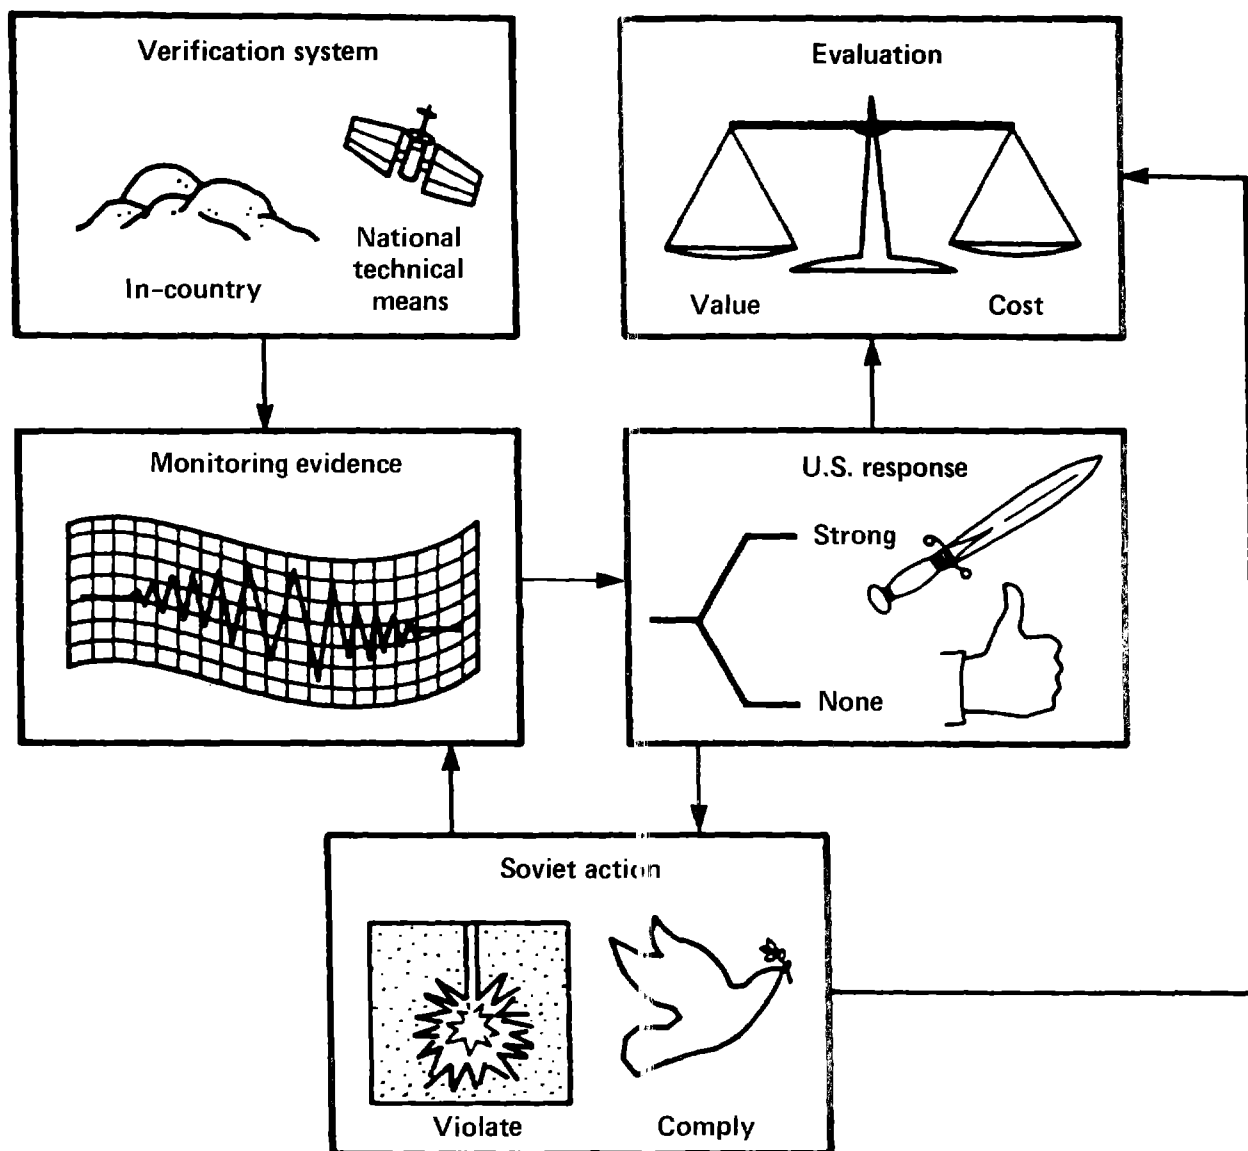 Verification system
In-country
National
technical
means
Evaluation
Value
Cost
Monitoring evidence
U.S. response
Strong
None
Soviet action
Violate
Comply